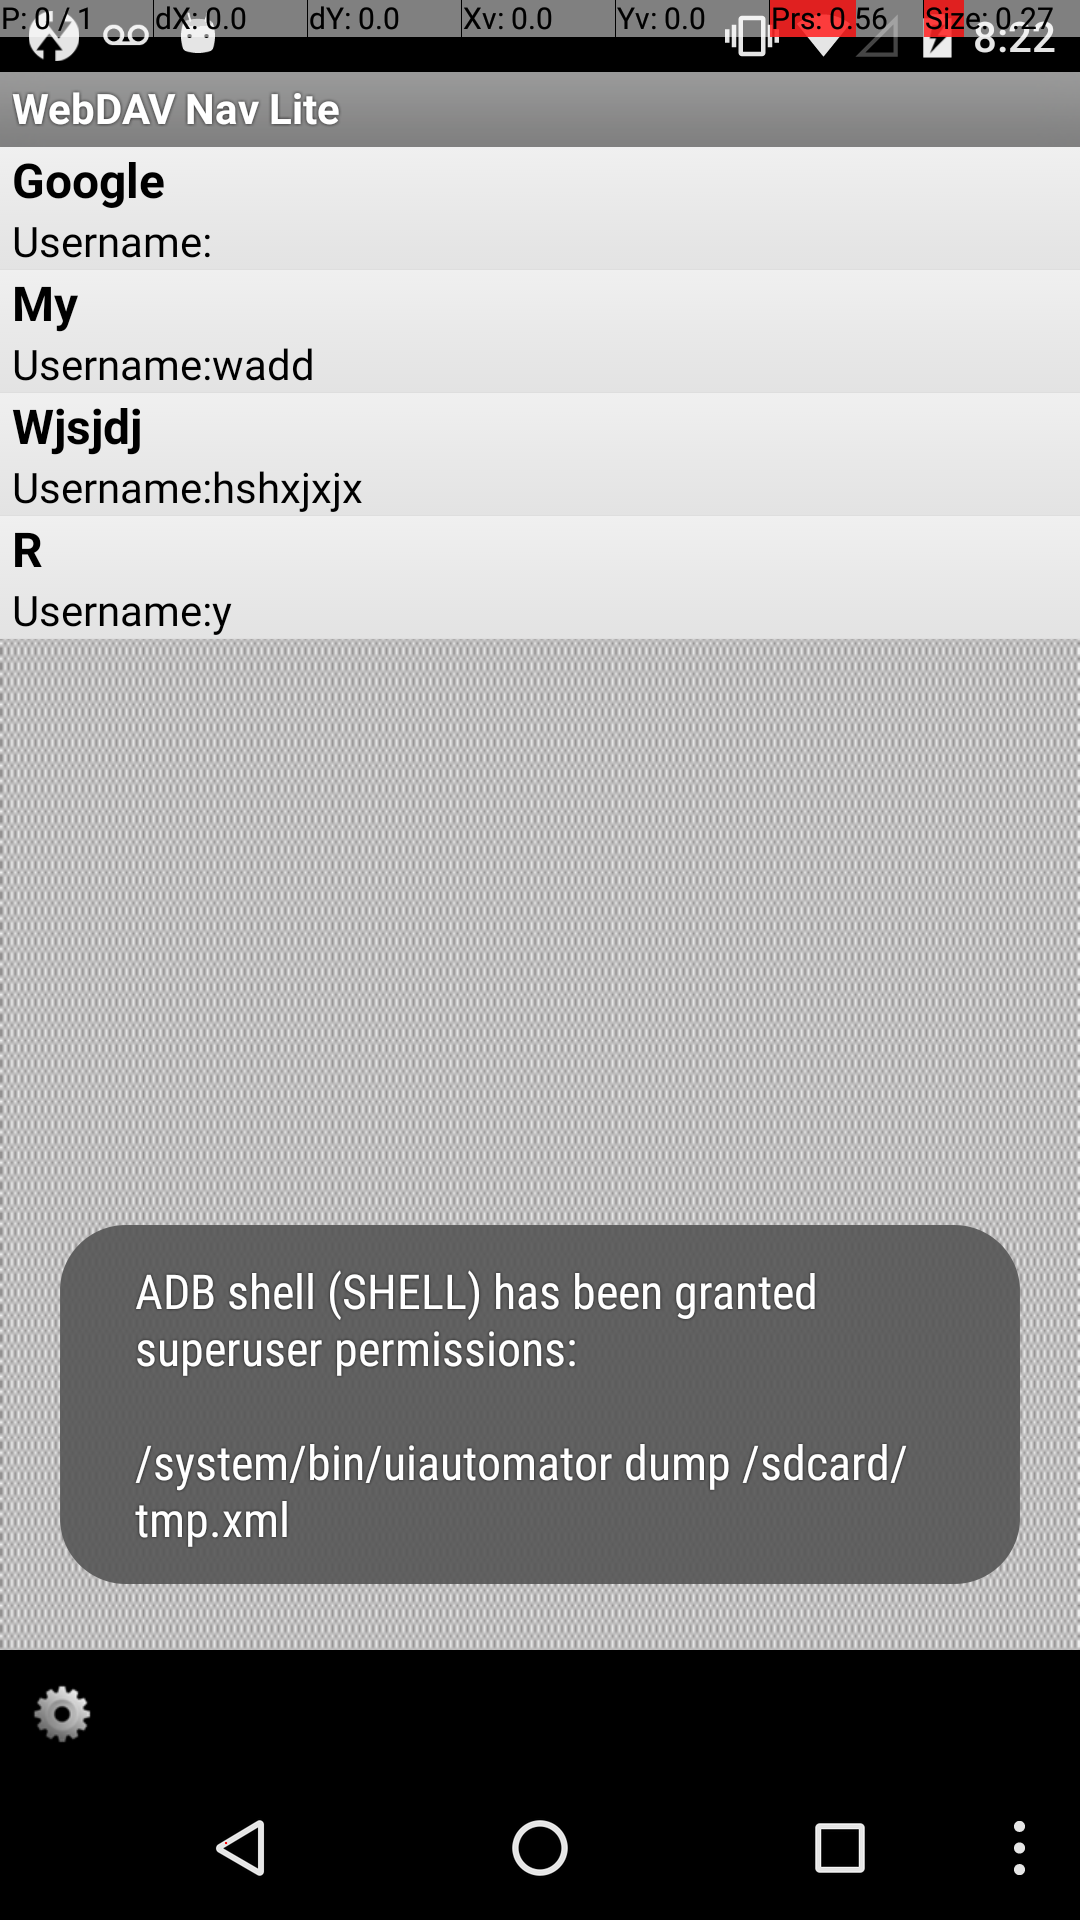 P: 0 / 1 dX: 0.0 dY: 0.0 Xv: 0.0 Yv: 0.0 Prs: 0.56 Size: 0.27
8:22
WebDAV Nav Lite
Google
Username:
My
Username:wadd
Wjsjdj
Username:hshxjxjx
R
Username:y
ADB shell (SHELL) has been granted
superuser permissions:
/system/bin/uiautomator dump /sdcard/
tmp.xml